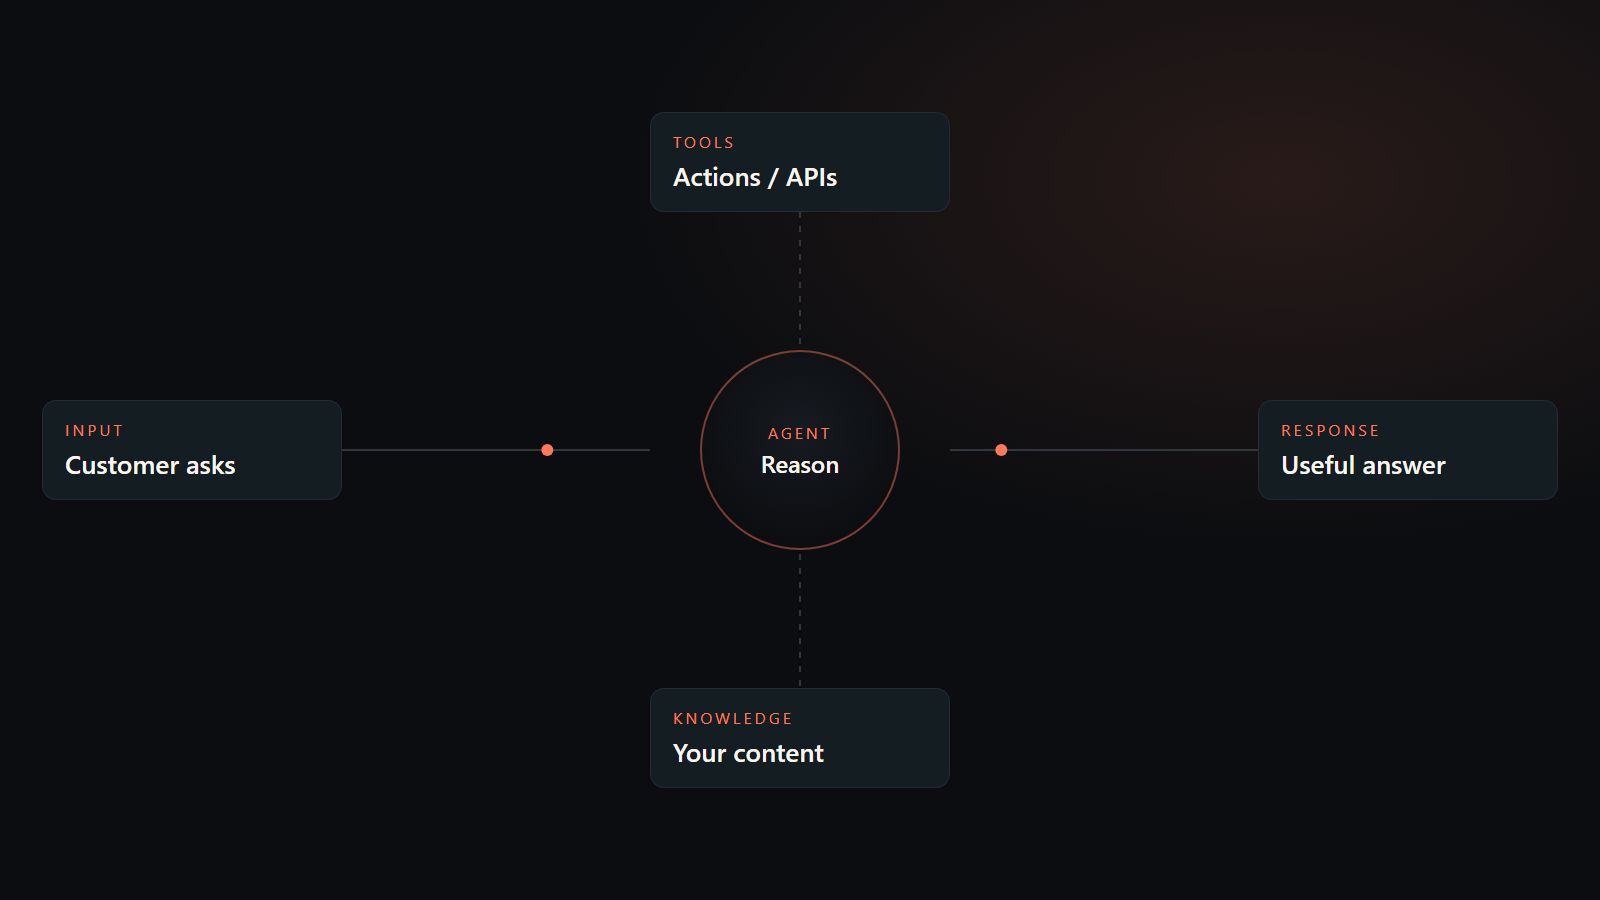 TOOLS
Actions / APIs
INPUT
Customer asks
AGENT
Reason
RESPONSE
Useful answer
KNOWLEDGE
Your content